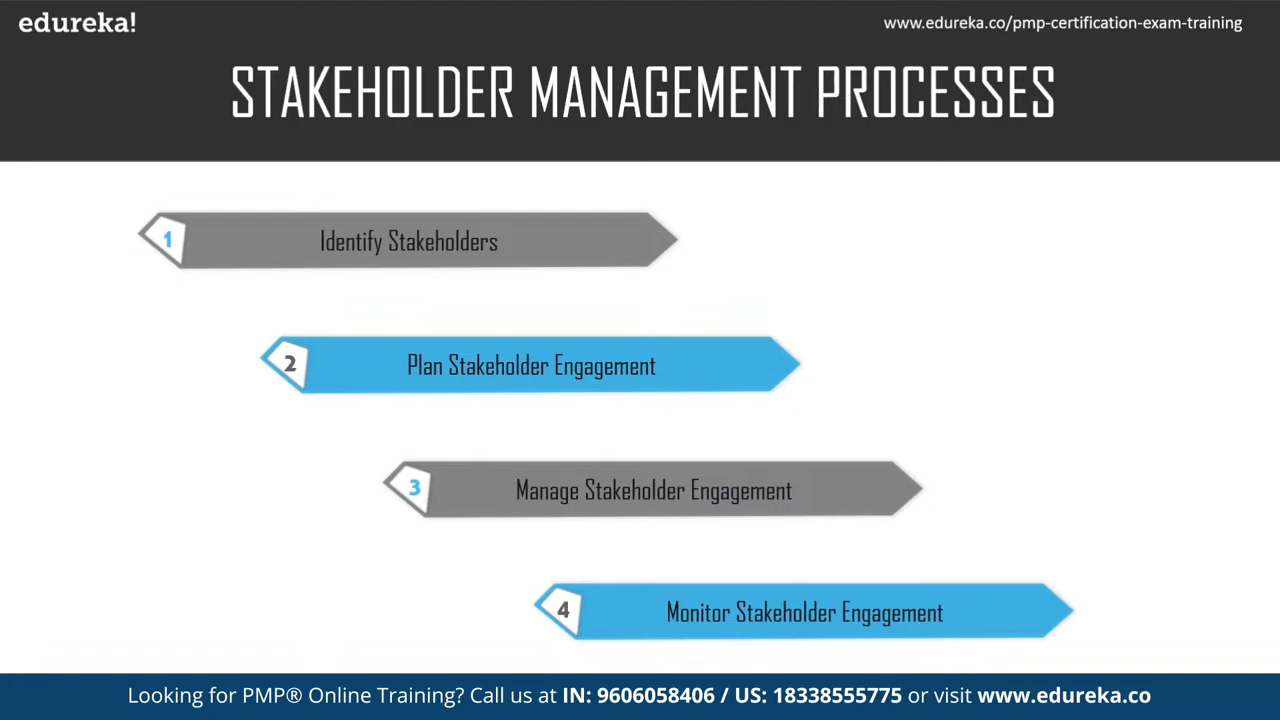 edureka!
www.edureka.co/pmp-certification-exam-training
STAKEHOLDER MANAGEMENT PROCESSES
1
Identify Stakeholders
2
Plan Stakeholder Engagement
3
Manage Stakeholder Engagement
4
Monitor Stakeholder Engagement
Looking for PMP® Online Training? Call us at IN: 9606058406 / US: 18338555775 or visit www.edureka.co